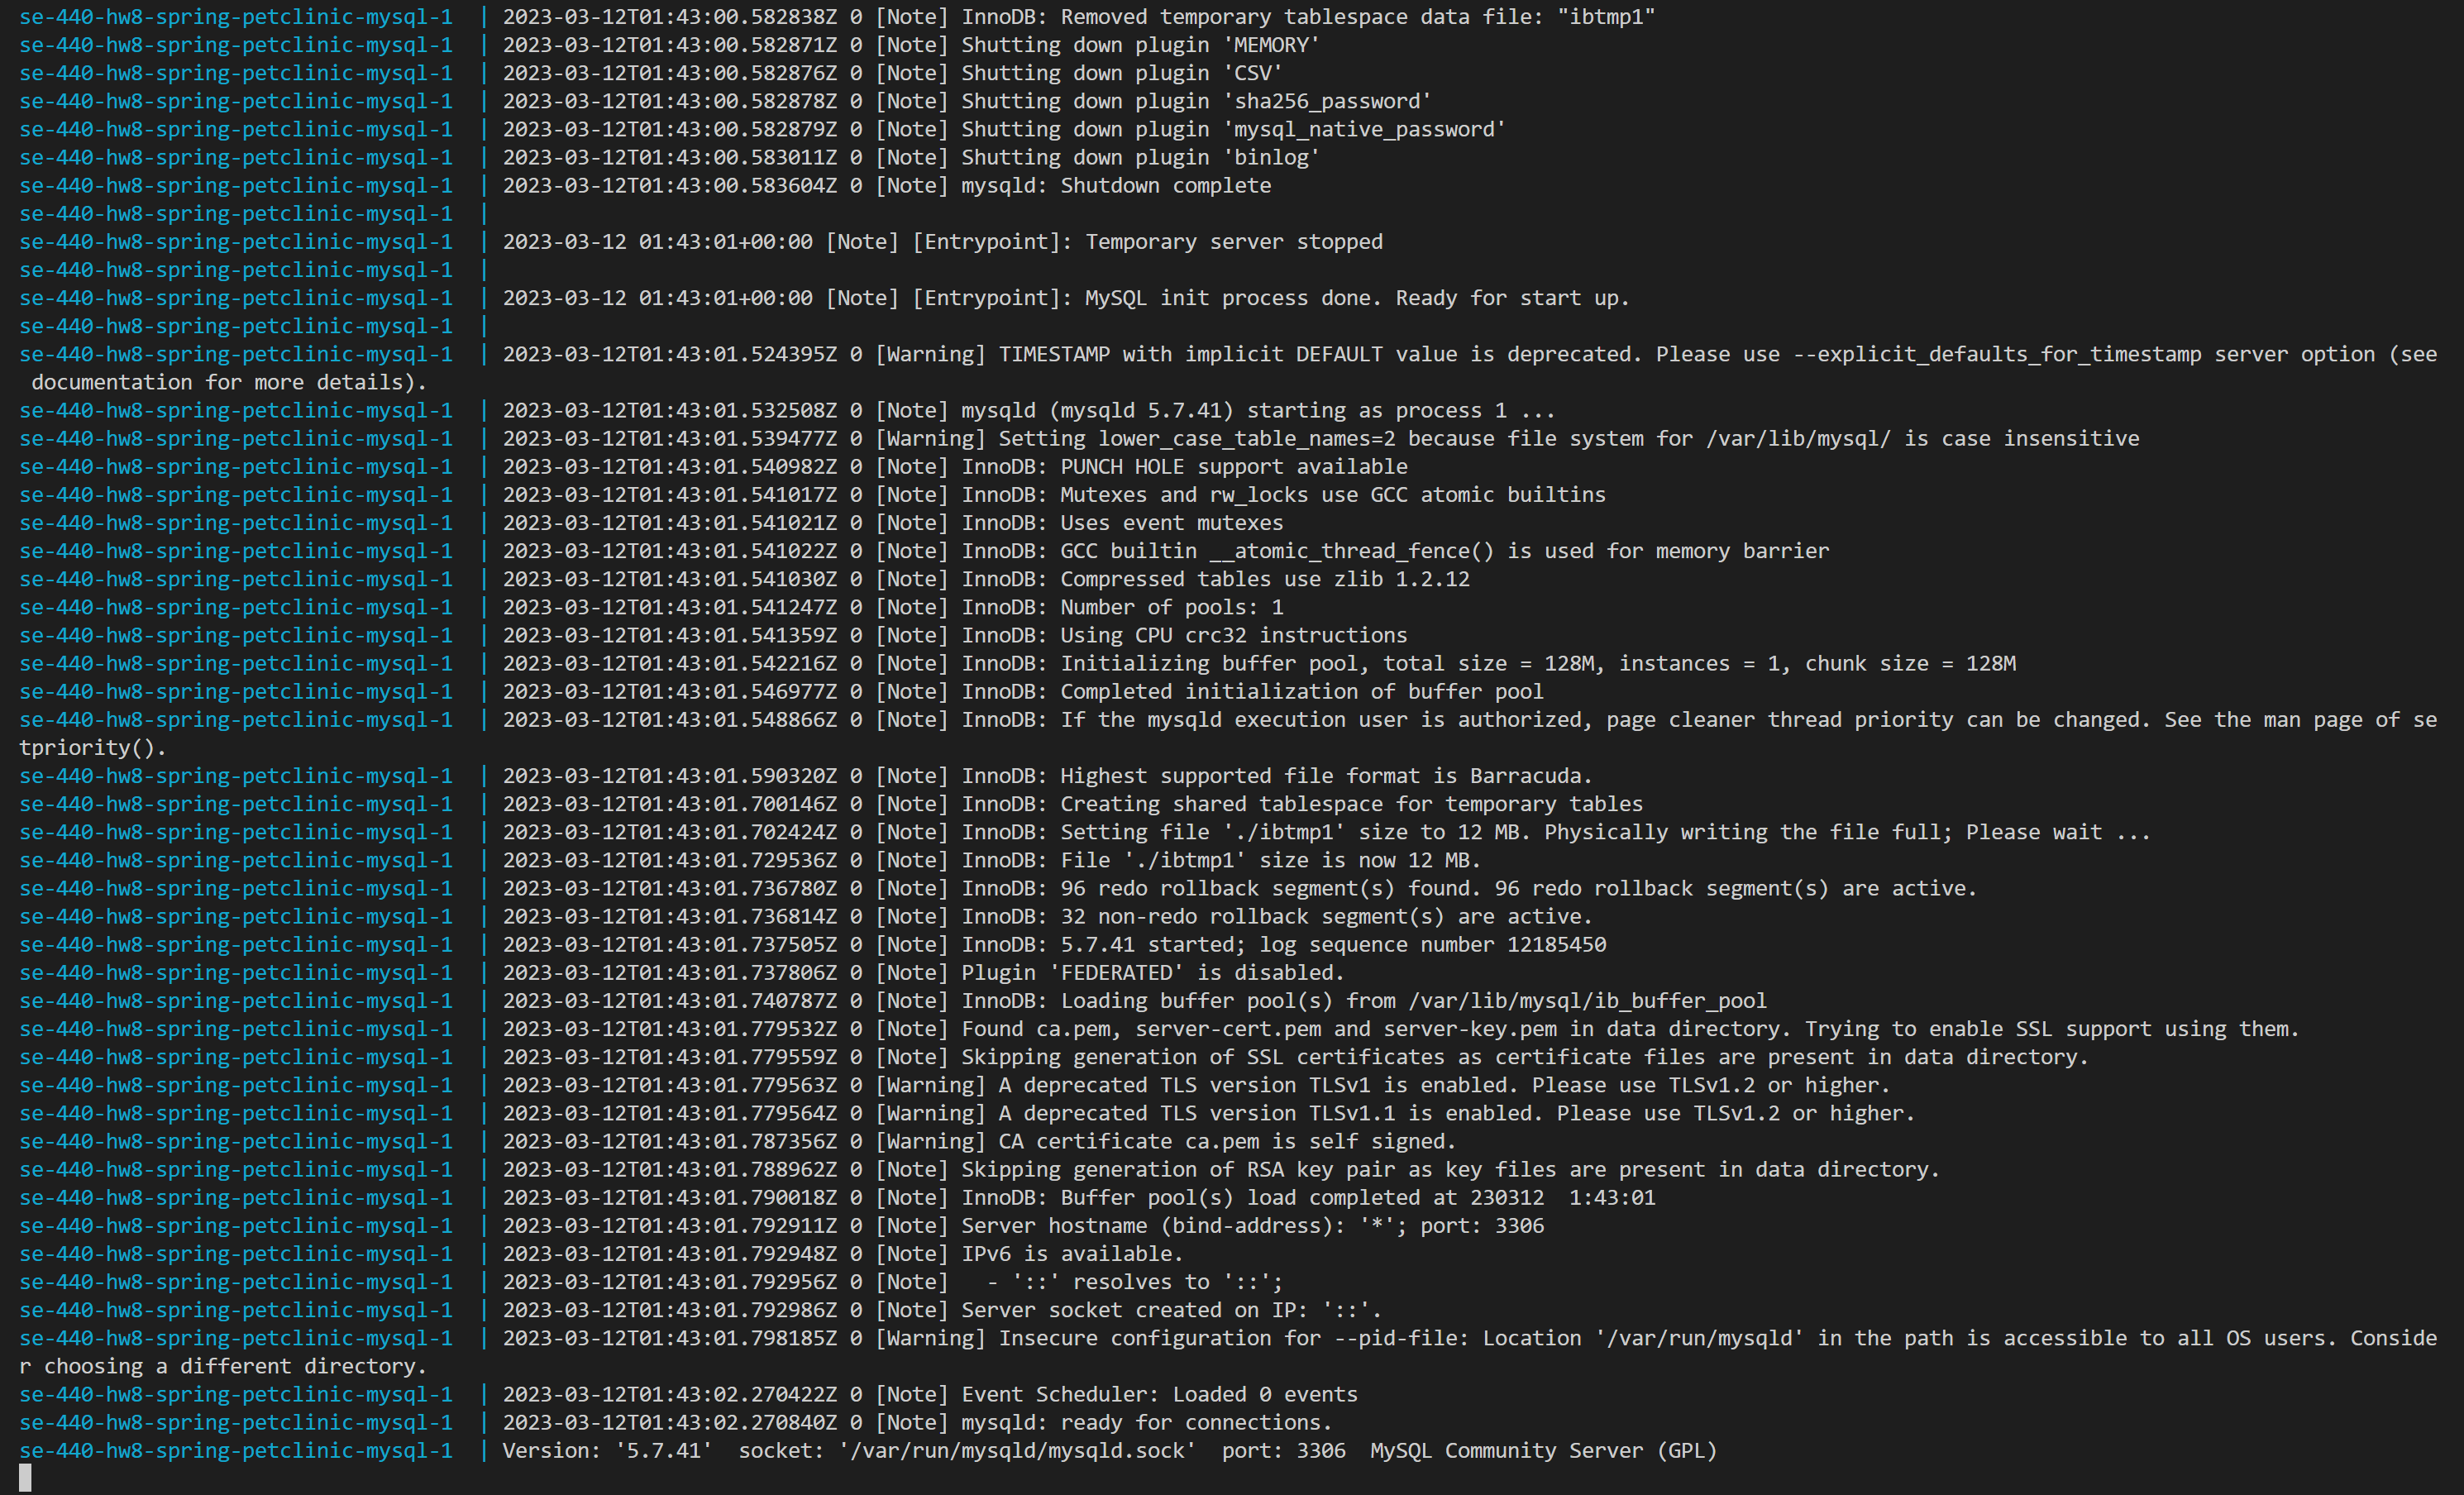 se-440-hw8-spring-petclinic-mysql-1  | 2023-03-12T01:43:00.582838Z 0 [Note] InnoDB: Removed temporary tablespace data file: "ibtmp1"
se-440-hw8-spring-petclinic-mysql-1  | 2023-03-12T01:43:00.582871Z 0 [Note] Shutting down plugin 'MEMORY'
se-440-hw8-spring-petclinic-mysql-1  | 2023-03-12T01:43:00.582876Z 0 [Note] Shutting down plugin 'CSV'
se-440-hw8-spring-petclinic-mysql-1  | 2023-03-12T01:43:00.582878Z 0 [Note] Shutting down plugin 'sha256_password'
se-440-hw8-spring-petclinic-mysql-1  | 2023-03-12T01:43:00.582879Z 0 [Note] Shutting down plugin 'mysql_native_password'
se-440-hw8-spring-petclinic-mysql-1  | 2023-03-12T01:43:00.583011Z 0 [Note] Shutting down plugin 'binlog'
se-440-hw8-spring-petclinic-mysql-1  | 2023-03-12T01:43:00.583604Z 0 [Note] mysqld: Shutdown complete
se-440-hw8-spring-petclinic-mysql-1  |
se-440-hw8-spring-petclinic-mysql-1  | 2023-03-12 01:43:01+00:00 [Note] [Entrypoint]: Temporary server stopped
se-440-hw8-spring-petclinic-mysql-1  |
se-440-hw8-spring-petclinic-mysql-1  | 2023-03-12 01:43:01+00:00 [Note] [Entrypoint]: MySQL init process done. Ready for start up.
se-440-hw8-spring-petclinic-mysql-1  |
se-440-hw8-spring-petclinic-mysql-1  | 2023-03-12T01:43:01.524395Z 0 [Warning] TIMESTAMP with implicit DEFAULT value is deprecated. Please use --explicit_defaults_for_timestamp server option (see
 documentation for more details).
se-440-hw8-spring-petclinic-mysql-1  | 2023-03-12T01:43:01.532508Z 0 [Note] mysqld (mysqld 5.7.41) starting as process 1 ...
se-440-hw8-spring-petclinic-mysql-1  | 2023-03-12T01:43:01.539477Z 0 [Warning] Setting lower_case_table_names=2 because file system for /var/lib/mysql/ is case insensitive
se-440-hw8-spring-petclinic-mysql-1  | 2023-03-12T01:43:01.540982Z 0 [Note] InnoDB: PUNCH HOLE support available
se-440-hw8-spring-petclinic-mysql-1  | 2023-03-12T01:43:01.541017Z 0 [Note] InnoDB: Mutexes and rw_locks use GCC atomic builtins
se-440-hw8-spring-petclinic-mysql-1  | 2023-03-12T01:43:01.541021Z 0 [Note] InnoDB: Uses event mutexes
se-440-hw8-spring-petclinic-mysql-1  | 2023-03-12T01:43:01.541022Z 0 [Note] InnoDB: GCC builtin __atomic_thread_fence() is used for memory barrier
se-440-hw8-spring-petclinic-mysql-1  | 2023-03-12T01:43:01.541030Z 0 [Note] InnoDB: Compressed tables use zlib 1.2.12
se-440-hw8-spring-petclinic-mysql-1  | 2023-03-12T01:43:01.541247Z 0 [Note] InnoDB: Number of pools: 1
se-440-hw8-spring-petclinic-mysql-1  | 2023-03-12T01:43:01.541359Z 0 [Note] InnoDB: Using CPU crc32 instructions
se-440-hw8-spring-petclinic-mysql-1  | 2023-03-12T01:43:01.542216Z 0 [Note] InnoDB: Initializing buffer pool, total size = 128M, instances = 1, chunk size = 128M
se-440-hw8-spring-petclinic-mysql-1  | 2023-03-12T01:43:01.546977Z 0 [Note] InnoDB: Completed initialization of buffer pool
se-440-hw8-spring-petclinic-mysql-1  | 2023-03-12T01:43:01.548866Z 0 [Note] InnoDB: If the mysqld execution user is authorized, page cleaner thread priority can be changed. See the man page of se
tpriority().
se-440-hw8-spring-petclinic-mysql-1  | 2023-03-12T01:43:01.590320Z 0 [Note] InnoDB: Highest supported file format is Barracuda.
se-440-hw8-spring-petclinic-mysql-1  | 2023-03-12T01:43:01.700146Z 0 [Note] InnoDB: Creating shared tablespace for temporary tables
se-440-hw8-spring-petclinic-mysql-1  | 2023-03-12T01:43:01.702424Z 0 [Note] InnoDB: Setting file './ibtmp1' size to 12 MB. Physically writing the file full; Please wait ...
se-440-hw8-spring-petclinic-mysql-1  | 2023-03-12T01:43:01.729536Z 0 [Note] InnoDB: File './ibtmp1' size is now 12 MB.
se-440-hw8-spring-petclinic-mysql-1  | 2023-03-12T01:43:01.736780Z 0 [Note] InnoDB: 96 redo rollback segment(s) found. 96 redo rollback segment(s) are active.
se-440-hw8-spring-petclinic-mysql-1  | 2023-03-12T01:43:01.736814Z 0 [Note] InnoDB: 32 non-redo rollback segment(s) are active.
se-440-hw8-spring-petclinic-mysql-1  | 2023-03-12T01:43:01.737505Z 0 [Note] InnoDB: 5.7.41 started; log sequence number 12185450
se-440-hw8-spring-petclinic-mysql-1  | 2023-03-12T01:43:01.737806Z 0 [Note] Plugin 'FEDERATED' is disabled.
se-440-hw8-spring-petclinic-mysql-1  | 2023-03-12T01:43:01.740787Z 0 [Note] InnoDB: Loading buffer pool(s) from /var/lib/mysql/ib_buffer_pool
se-440-hw8-spring-petclinic-mysql-1  | 2023-03-12T01:43:01.779532Z 0 [Note] Found ca.pem, server-cert.pem and server-key.pem in data directory. Trying to enable SSL support using them.
se-440-hw8-spring-petclinic-mysql-1  | 2023-03-12T01:43:01.779559Z 0 [Note] Skipping generation of SSL certificates as certificate files are present in data directory.
se-440-hw8-spring-petclinic-mysql-1  | 2023-03-12T01:43:01.779563Z 0 [Warning] A deprecated TLS version TLSv1 is enabled. Please use TLSv1.2 or higher.
se-440-hw8-spring-petclinic-mysql-1  | 2023-03-12T01:43:01.779564Z 0 [Warning] A deprecated TLS version TLSv1.1 is enabled. Please use TLSv1.2 or higher.
se-440-hw8-spring-petclinic-mysql-1  | 2023-03-12T01:43:01.787356Z 0 [Warning] CA certificate ca.pem is self signed.
se-440-hw8-spring-petclinic-mysql-1  | 2023-03-12T01:43:01.788962Z 0 [Note] Skipping generation of RSA key pair as key files are present in data directory.
se-440-hw8-spring-petclinic-mysql-1  | 2023-03-12T01:43:01.790018Z 0 [Note] InnoDB: Buffer pool(s) load completed at 230312  1:43:01
se-440-hw8-spring-petclinic-mysql-1  | 2023-03-12T01:43:01.792911Z 0 [Note] Server hostname (bind-address): '*'; port: 3306
se-440-hw8-spring-petclinic-mysql-1  | 2023-03-12T01:43:01.792948Z 0 [Note] IPv6 is available.
se-440-hw8-spring-petclinic-mysql-1  | 2023-03-12T01:43:01.792956Z 0 [Note]   - '::' resolves to '::';
se-440-hw8-spring-petclinic-mysql-1  | 2023-03-12T01:43:01.792986Z 0 [Note] Server socket created on IP: '::'.
se-440-hw8-spring-petclinic-mysql-1  | 2023-03-12T01:43:01.798185Z 0 [Warning] Insecure configuration for --pid-file: Location '/var/run/mysqld' in the path is accessible to all OS users. Conside
r choosing a different directory.
se-440-hw8-spring-petclinic-mysql-1  | 2023-03-12T01:43:02.270422Z 0 [Note] Event Scheduler: Loaded 0 events
se-440-hw8-spring-petclinic-mysql-1  | 2023-03-12T01:43:02.270840Z 0 [Note] mysqld: ready for connections.
se-440-hw8-spring-petclinic-mysql-1  | Version: '5.7.41'  socket: '/var/run/mysqld/mysqld.sock'  port: 3306  MySQL Community Server (GPL)